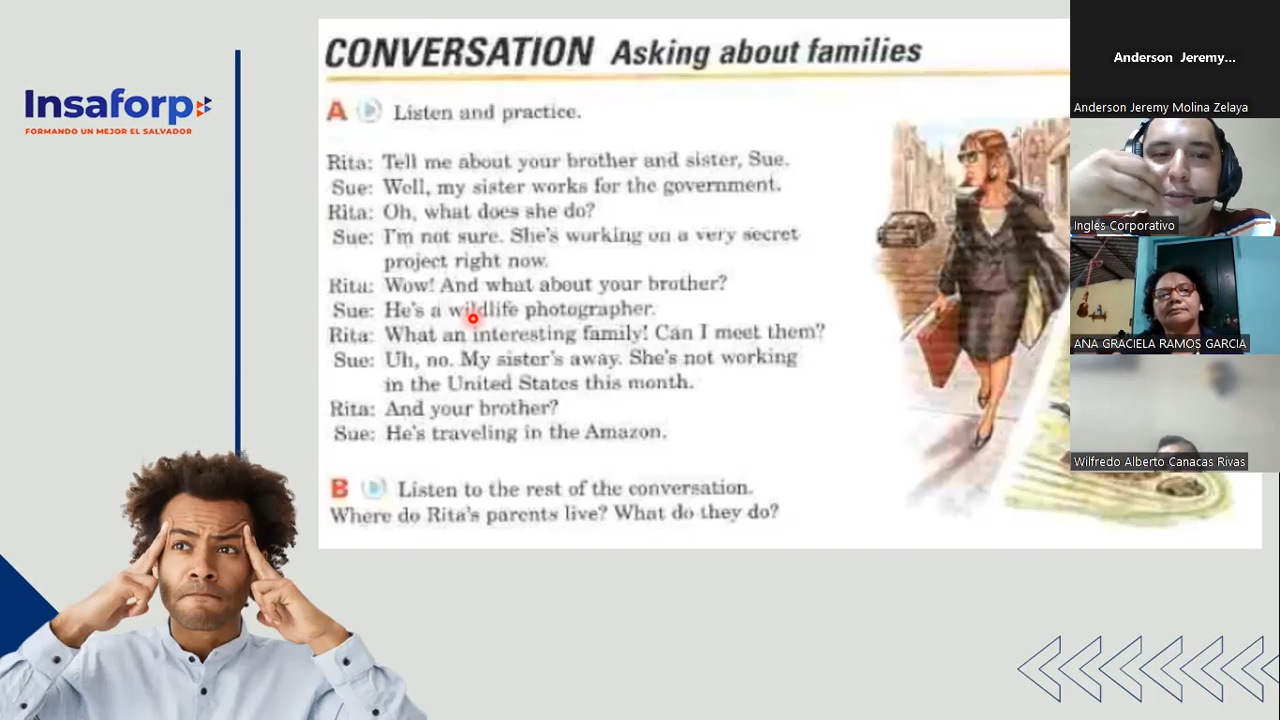 Insaforp
FORMANDO UN MEJOR EL SALVADOR
CONVERSATION Asking about families
A Listen and practice.
Rita: Tell me about your brother and sister, Sue.
Sue: Well, my sister works for the government.
Rita: Oh, what does she do?
Sue: I'm not sure. She's working on a very secret
project right now.
Rita: Wow! And what about your brother?
Sue: He's a wildlife photographer.
Rita: What an interesting family! Can I meet them?
Sue: Uh, no. My sister's away. She's not working
in the United States this month.
Rita: And your brother?
Sue: He's traveling in the Amazon.
B Listen to the rest of the conversation.
Where do Rita's parents live? What do they do?
Anderson Jeremy...
Anderson Jeremy Molina Zelaya
Ingles Corporativo
ANA GRACIELA RAMOS GARCIA
Wilfredo Alberto Canacas Rivas